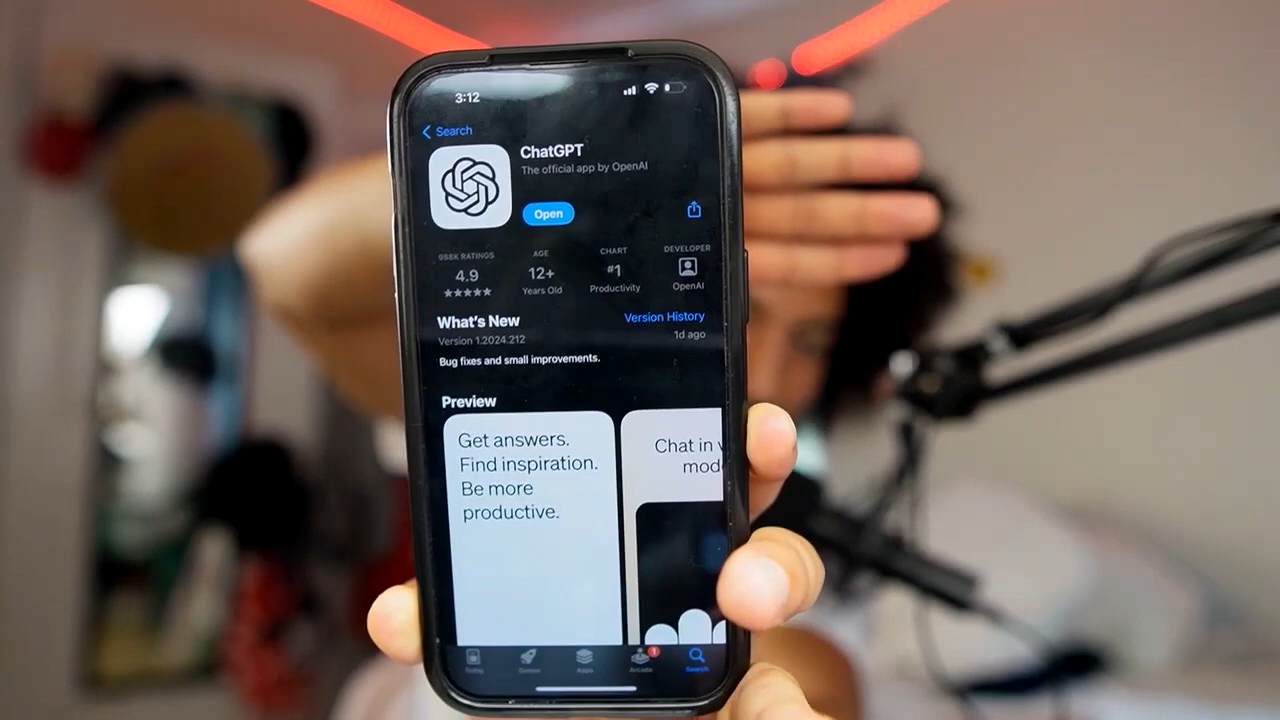 3:12
Search
ChatGPT
The official app by OpenAI
Open
988K RATINGS
4.9
★★★★★
AGE
12+
Years Old
CHART
#1
Productivity
DEVELOPER
OpenAI
What's New
Version History
Version 1.2024.212
1d ago
Bug fixes and small improvements.
Preview
Get answers.
Find inspiration.
Be more
productive.
Chat in v
mod
1
Today
Games
Apps
Arcade
Search